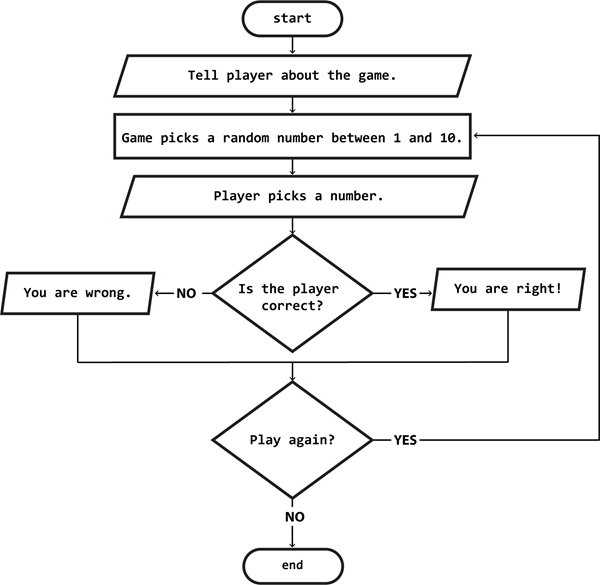 start
Tell player about the game.
Game picks a random number between 1 and 10.
Player picks a number.
You are wrong.
NO
Is the player
correct?
YES
You are right!
Play again?
YES
NO
end